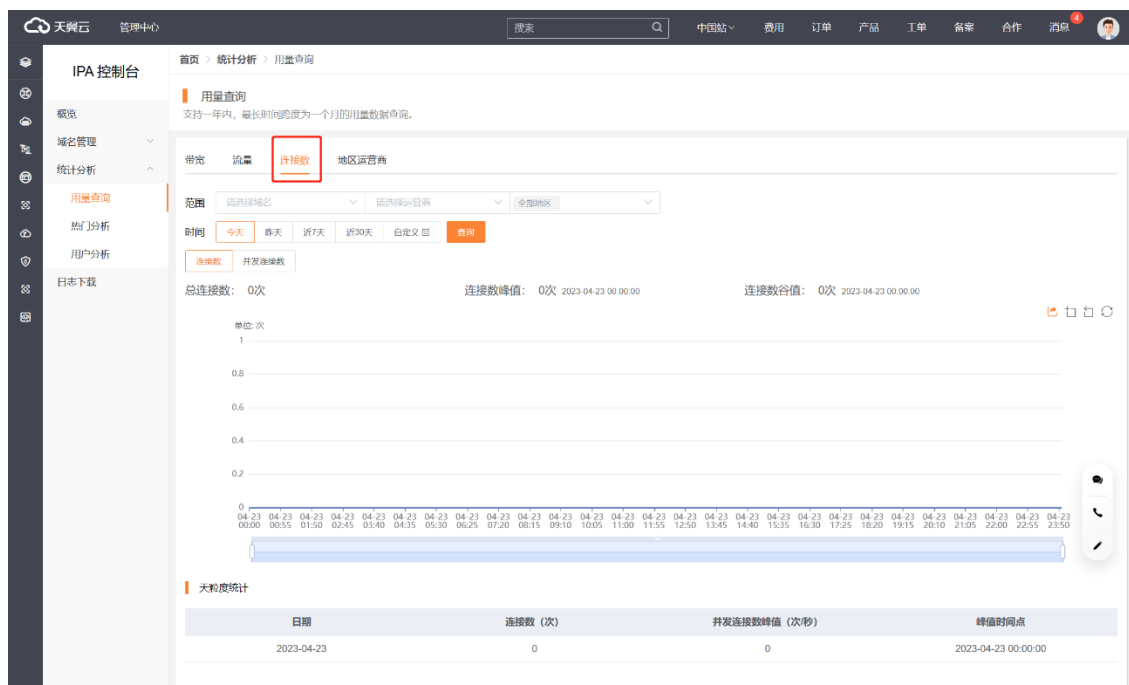 天翼云 管理中心 搜索 中国站 费用 订单 产品 工单 备案 合作 消息 4
IPA 控制台
概览
域名管理
统计分析
用量查询
热门分析
用户分析
日志下载
首页 > 统计分析 > 用量查询
用量查询
支持一年内，最长时间跨度为一个月的用量数据查询。
带宽 流量 连接数 地区运营商
范围 请选择域名 请选择运营商 全部地区
时间 今天 昨天 近7天 近30天 自定义 查询
连接数 并发连接数
总连接数： 0次 连接数峰值： 0次 2023-04-23 00:00:00 连接数谷值： 0次 2023-04-23 00:00:00
单位: 次
1
0.8
0.6
0.4
0.2
0
04-23 04-23 04-23 04-23 04-23 04-23 04-23 04-23 04-23 04-23 04-23 04-23 04-23 04-23 04-23 04-23 04-23 04-23 04-23 04-23 04-23 04-23 04-23 04-23 04-23 04-23 04-23
00:00 00:55 01:50 02:45 03:40 04:35 05:30 06:25 07:20 08:15 09:10 10:05 11:00 11:55 12:50 13:45 14:40 15:35 16:30 17:25 18:20 19:15 20:10 21:05 22:00 22:55 23:50
天粒度统计
日期 连接数（次） 并发连接数峰值（次/秒） 峰值时间点
2023-04-23 0 0 2023-04-23 00:00:00